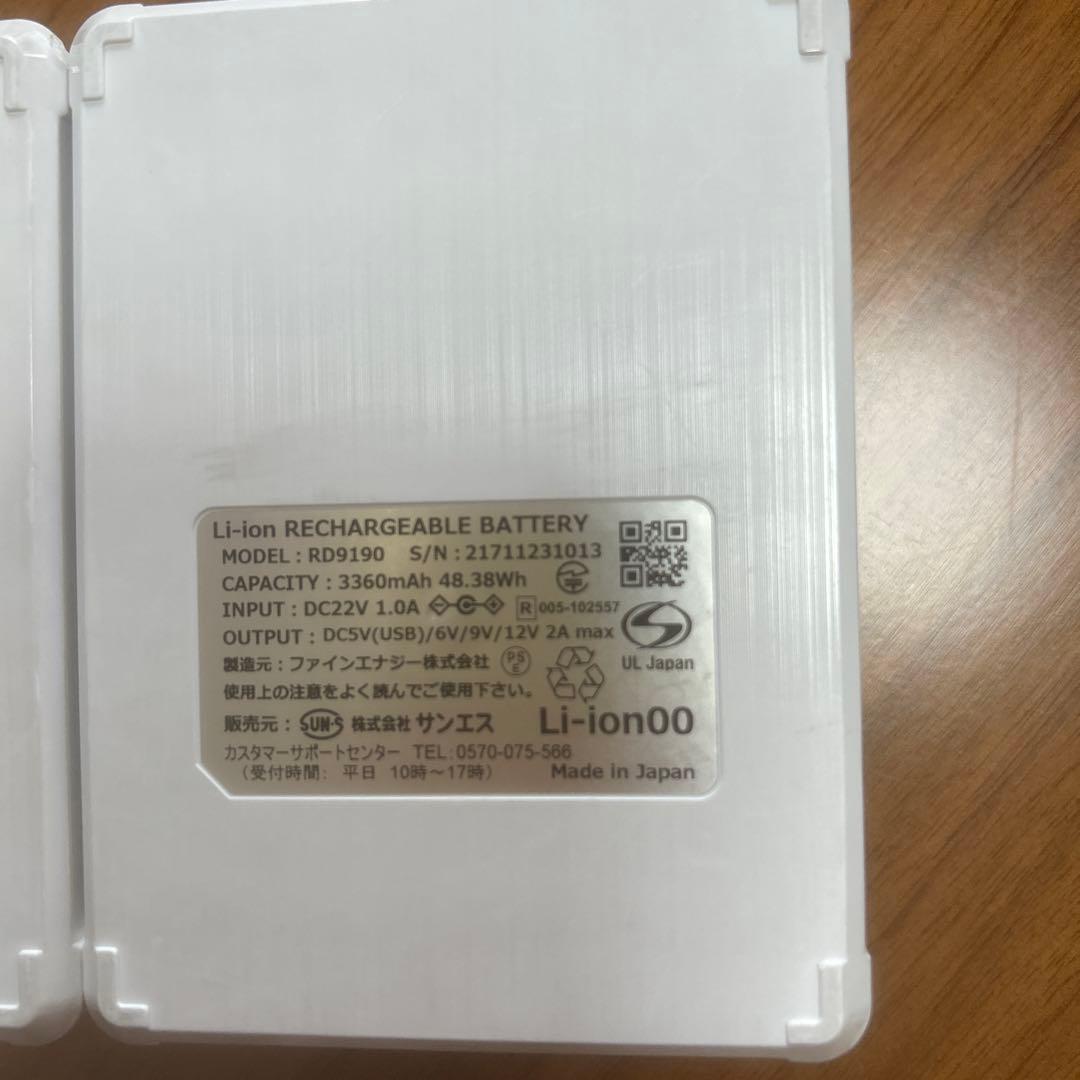 Li-ion RECHARGEABLE BATTERY
MODEL : RD9190 S/N : 21711231013
CAPACITY : 3360mAh 48.38Wh
INPUT : DC22V 1.0A R 005-102557
OUTPUT : DC5V(USB)/6V/9V/12V 2A max
UL Japan
製造元 : ファインエナジー株式会社 PSE
使用上の注意をよく読んでご使用下さい。
販売元 : SUN・S 株式会社 サンエス Li-ion00
カスタマーサポートセンター TEL:0570-075-566
(受付時間: 平日 10時~17時) Made in Japan